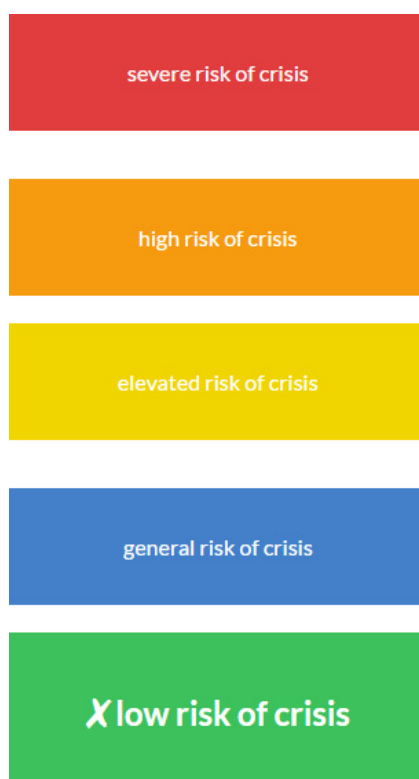 severe risk of crisis
high risk of crisis
elevated risk of crisis
general risk of crisis
✗ low risk of crisis